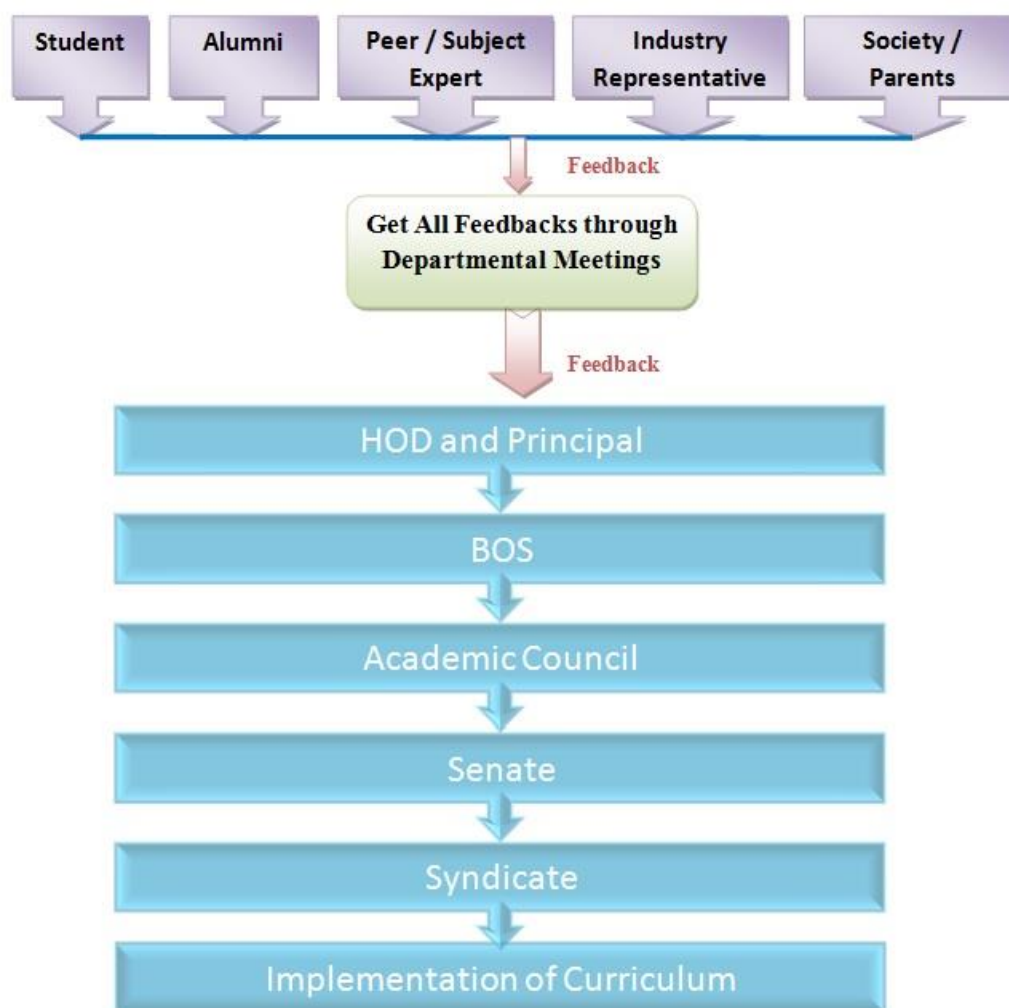 Student
Alumni
Peer / Subject
Expert
Industry
Representative
Society /
Parents
Feedback
Get All Feedbacks through
Departmental Meetings
Feedback
HOD and Principal
BOS
Academic Council
Senate
Syndicate
Implementation of Curriculum